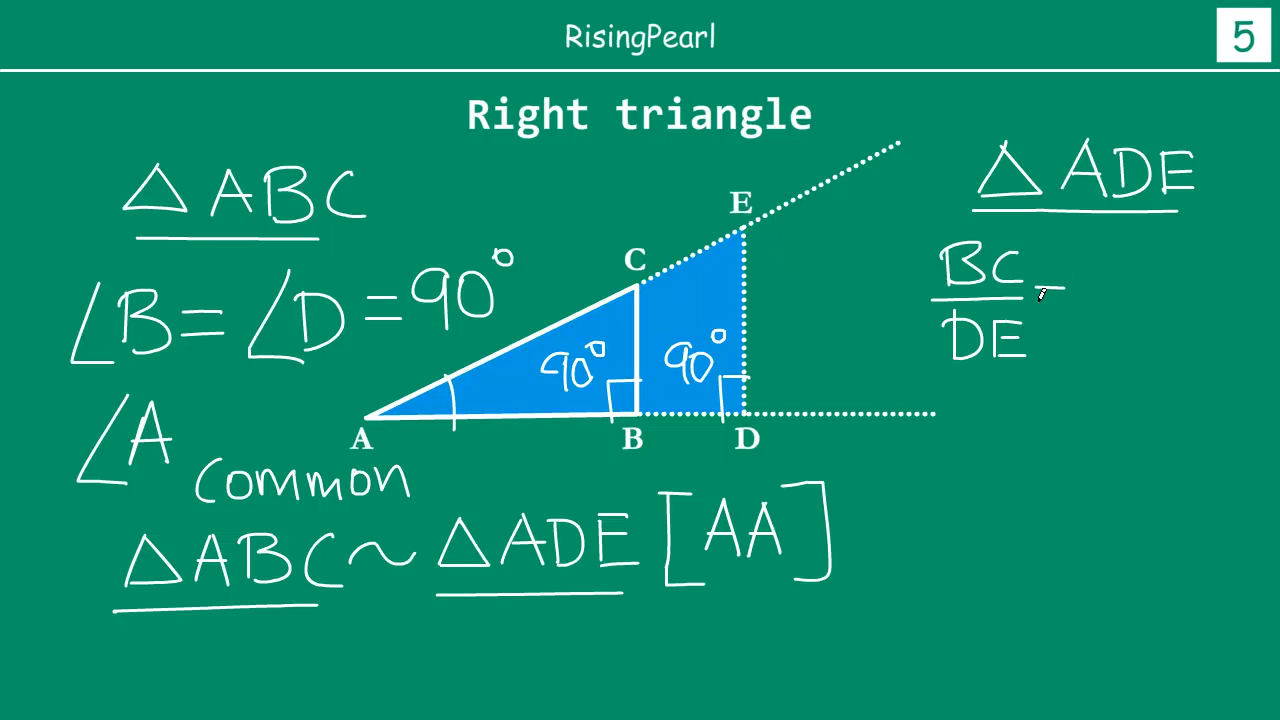 RisingPearl
5
Right triangle
△ABC
△ADE
∠B = ∠D = 90°
BC/DE =
E
C
90°
90°
A
B
D
∠A common
△ABC ~ △ADE [AA]